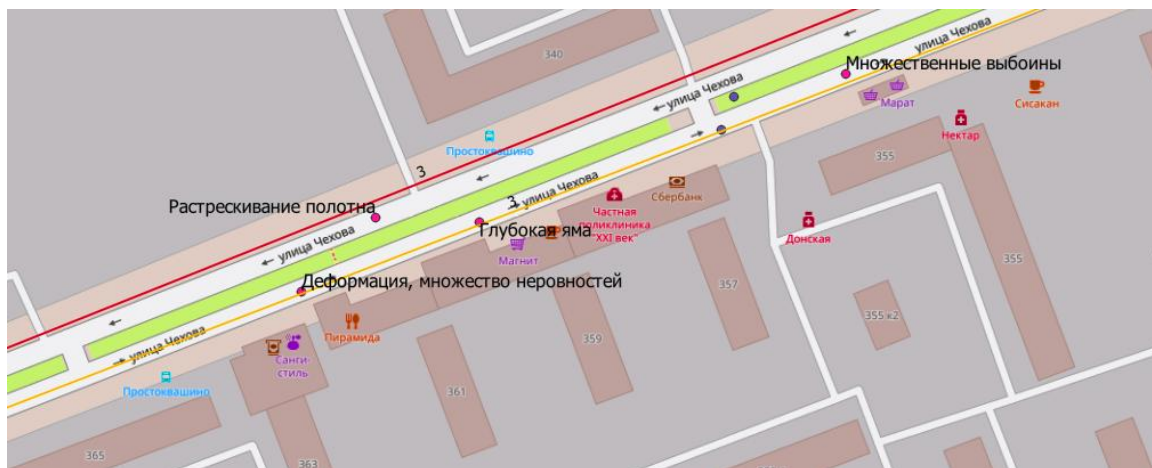 340
улица Чехова
улица Чехова
Множественные выбоины
Марат
Сисакан
Нектар
Простоквашино
355
3
Сбербанк
3
улица Чехова
Растрескивание полотна
Частная
поликлиника
"XXI век"
Глубокая яма
Донская
улица Чехова
Магнит
355
Деформация, множество неровностей
357
355 к2
улица Чехова
Пирамида
359
Санги-
стиль
Простоквашино
361
365
363